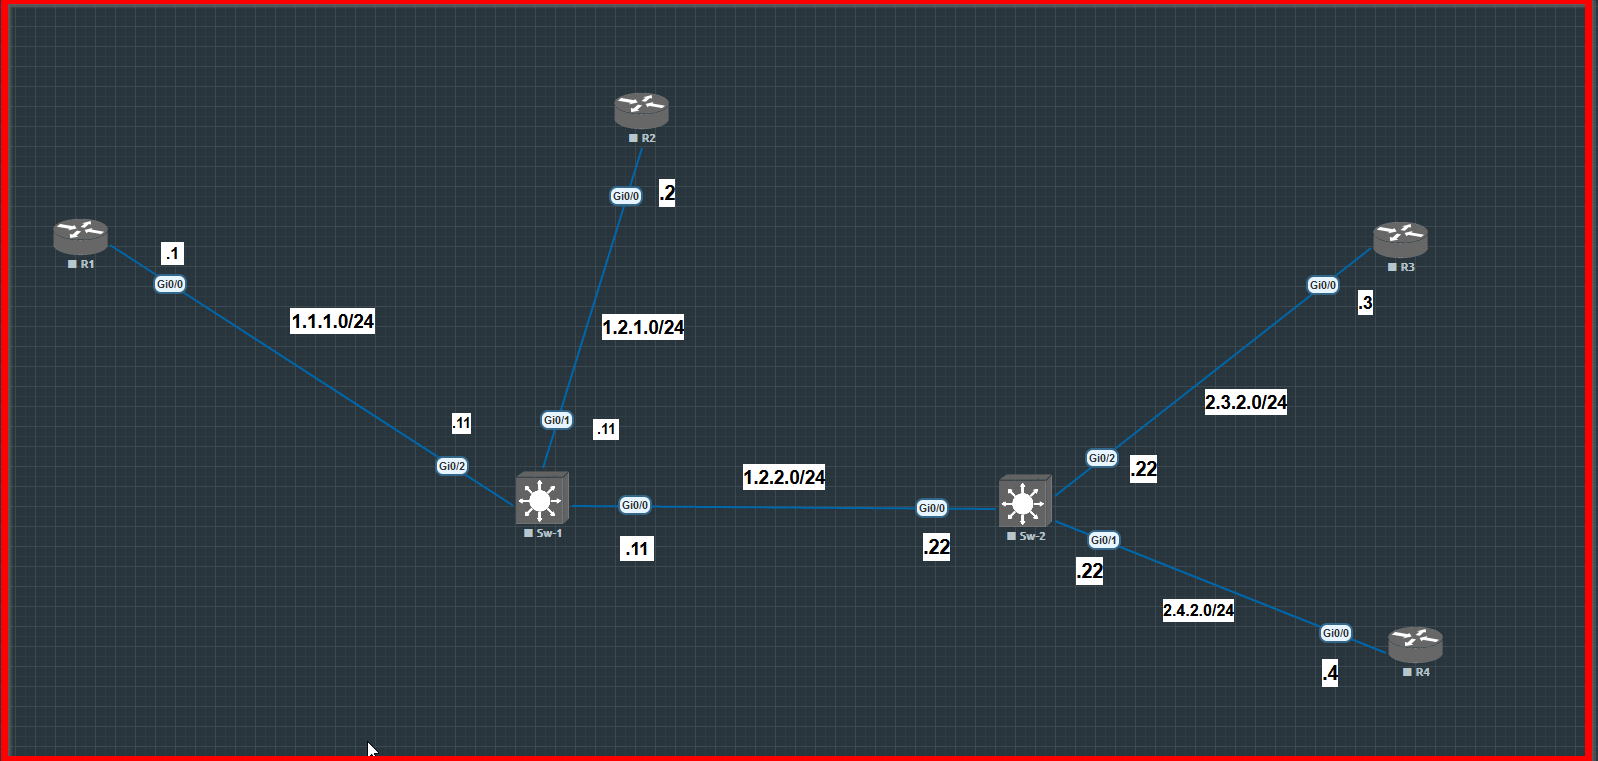 R2
Gi0/0
.2
R1
.1
Gi0/0
R3
Gi0/0
.3
1.1.1.0/24
1.2.1.0/24
2.3.2.0/24
.11
Gi0/1
.11
Gi0/2
Gi0/2
.22
1.2.2.0/24
Gi0/0
Gi0/0
Sw-1
Sw-2
.11
.22
Gi0/1
.22
2.4.2.0/24
Gi0/0
.4
R4